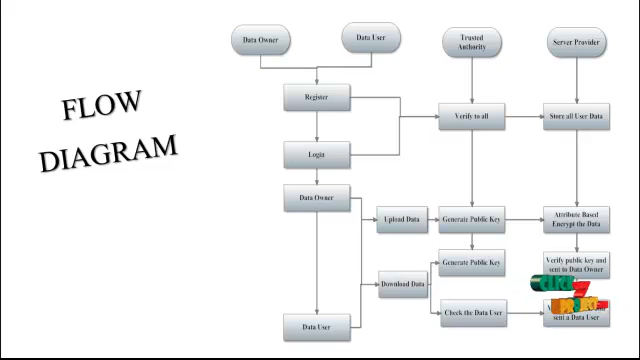 FLOW
DIAGRAM
Data Owner
Data User
Trusted
Authority
Server Provider
Register
Verify to all
Store all User Data
Login
Data Owner
Upload Data
Generate Public Key
Attribute Based
Encrypt the Data
Generate Public Key
Verify public key and
sent to Data Owner
Download Data
Check the Data User
sent a Data User
Data User
CLICK
PROJECT